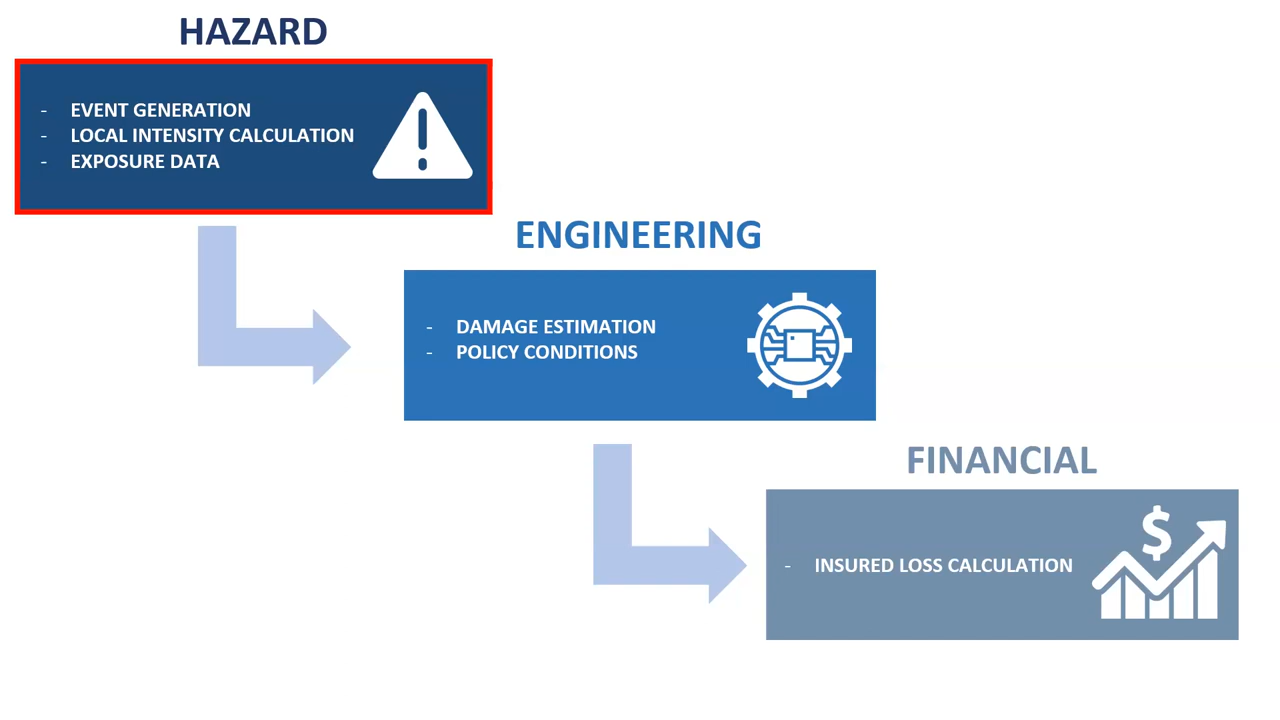 HAZARD
- EVENT GENERATION
- LOCAL INTENSITY CALCULATION
- EXPOSURE DATA
ENGINEERING
- DAMAGE ESTIMATION
- POLICY CONDITIONS
FINANCIAL
$
- INSURED LOSS CALCULATION